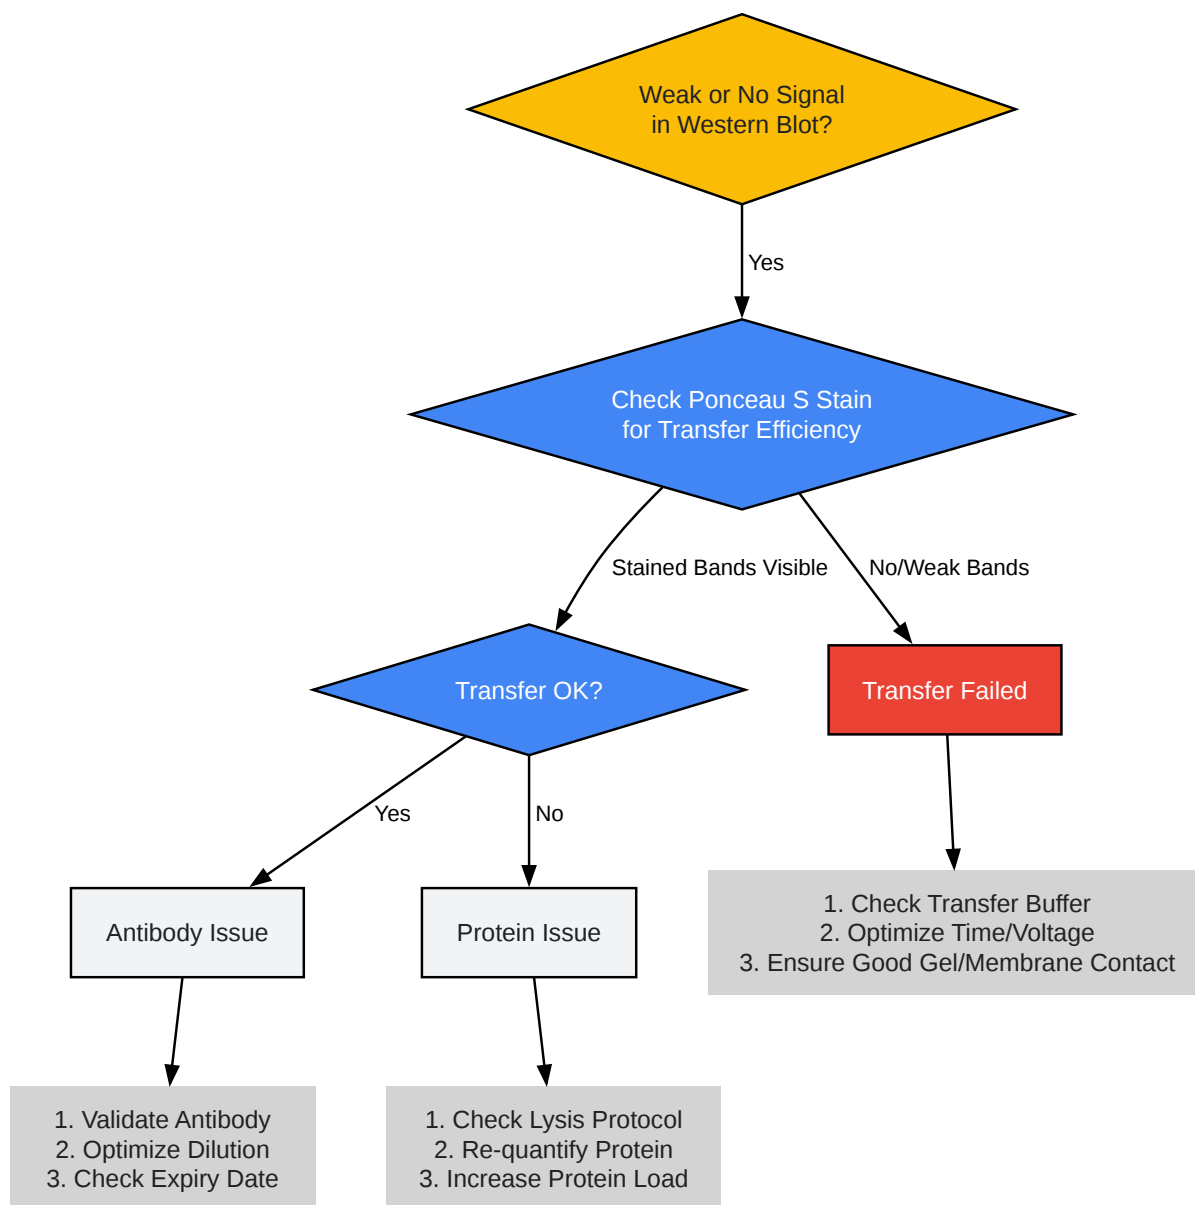 Weak or No Signal
in Western Blot?
Yes
Check Ponceau S Stain
for Transfer Efficiency
Stained Bands Visible
No/Weak Bands
Transfer OK?
Transfer Failed
Yes
No
Antibody Issue
Protein Issue
1. Check Transfer Buffer
2. Optimize Time/Voltage
3. Ensure Good Gel/Membrane Contact
1. Validate Antibody
2. Optimize Dilution
3. Check Expiry Date
1. Check Lysis Protocol
2. Re-quantify Protein
3. Increase Protein Load